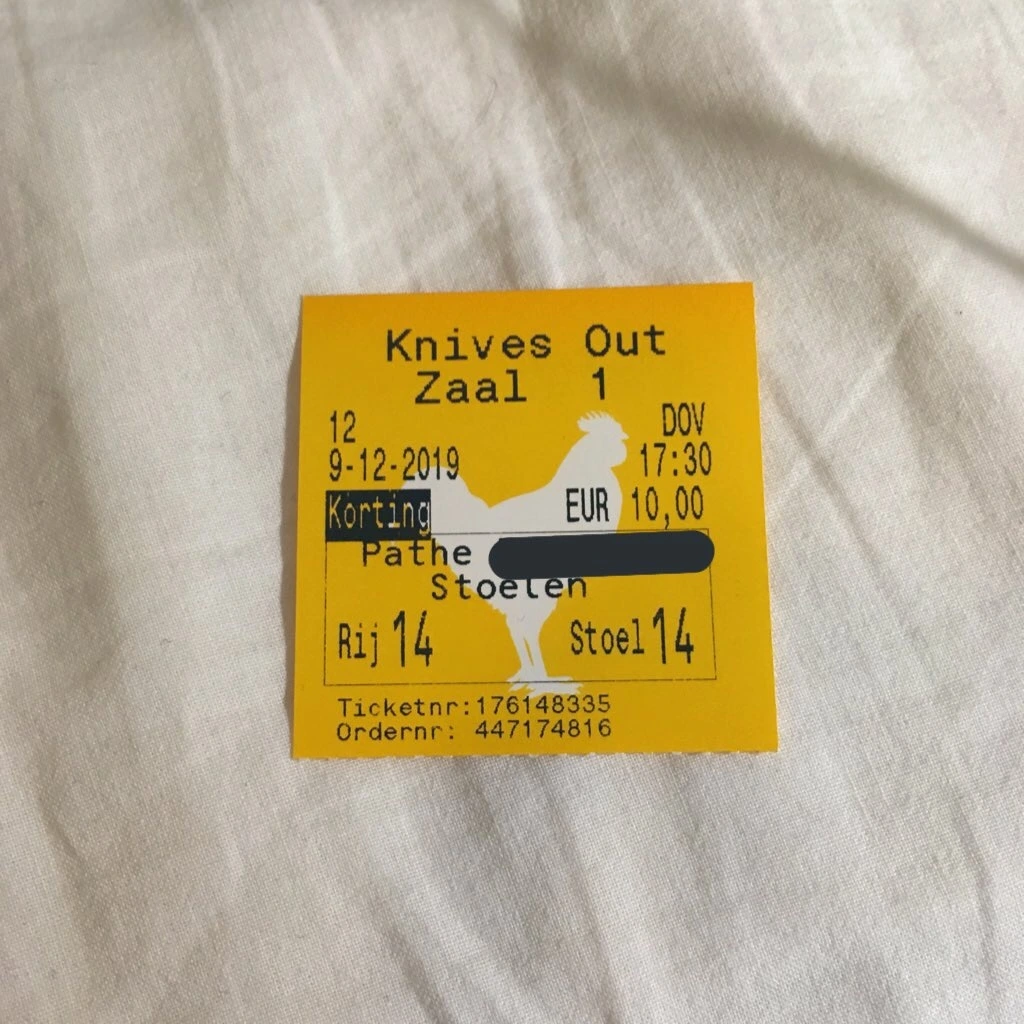 Knives Out
Zaal 1
12 DOV
9-12-2019 17:30
Korting EUR 10,00
Pathe
Stoelen
Rij 14 Stoel 14
Ticketnr:176148335
Ordernr: 447174816